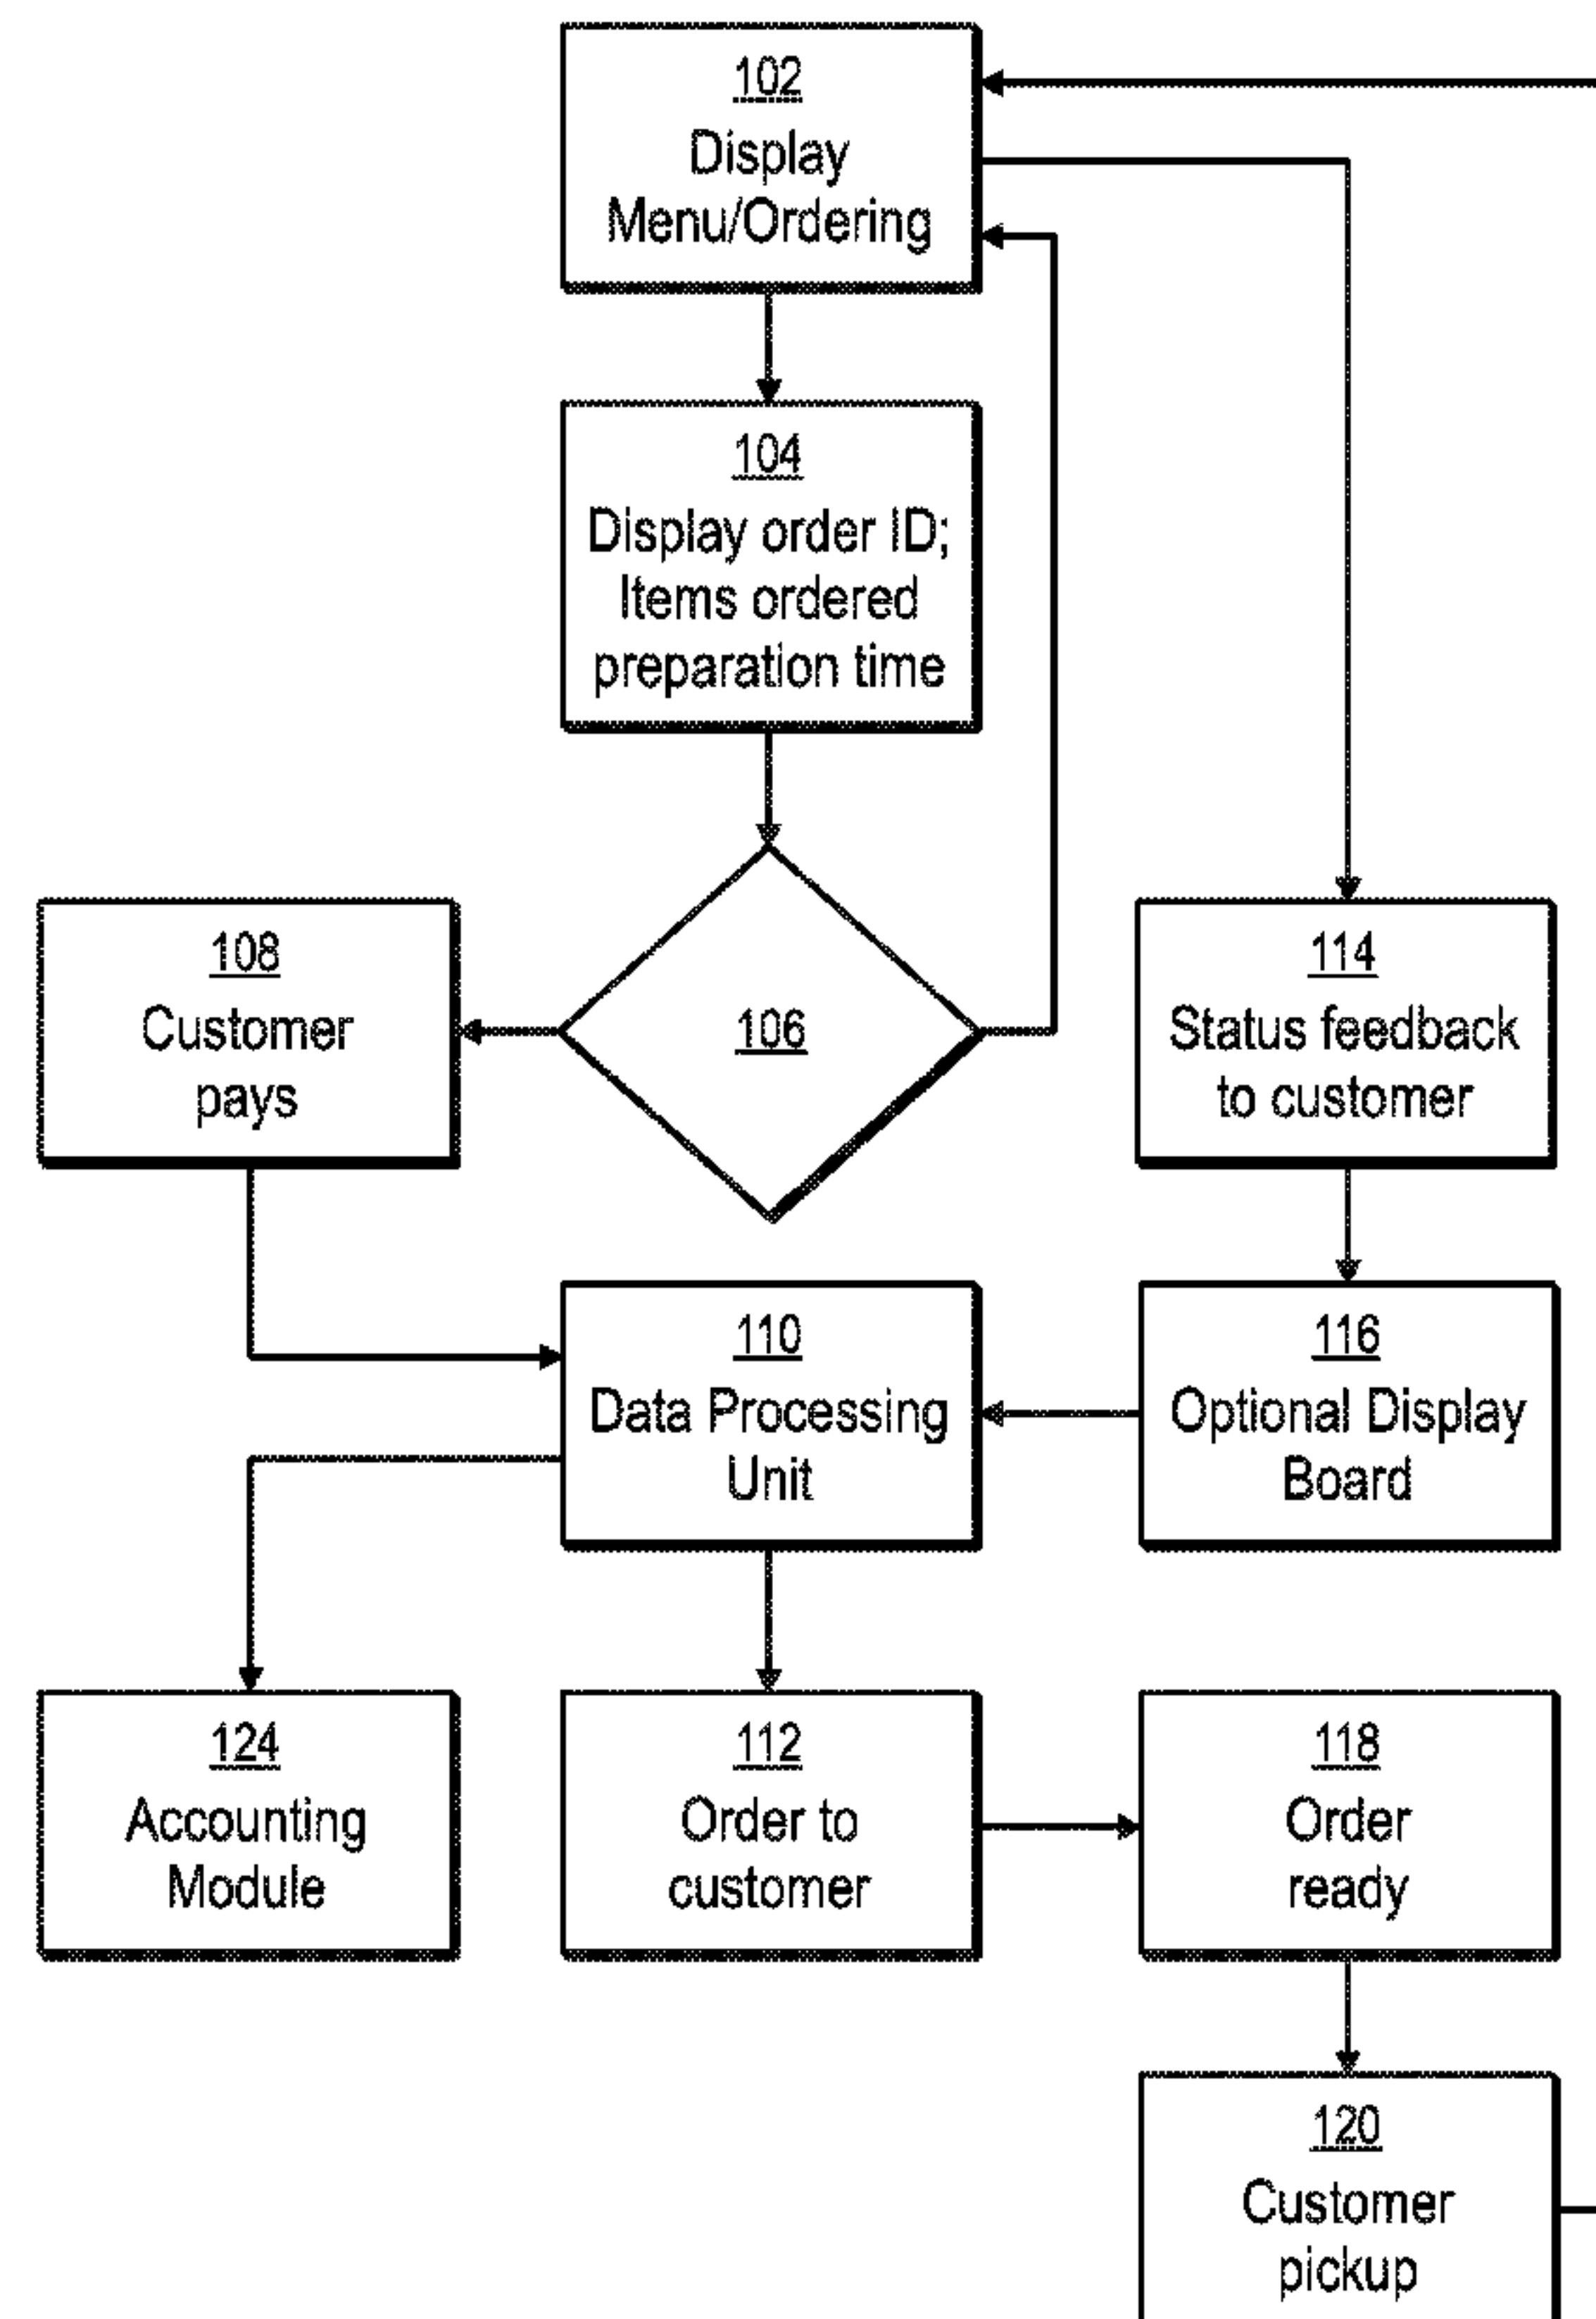 102
Display
Menu/Ordering
104
Display order ID;
Items ordered
preparation time
108
Customer
pays
106
114
Status feedback
to customer
110
Data Processing
Unit
116
Optional Display
Board
124
Accounting
Module
112
Order to
customer
118
Order
ready
120
Customer
pickup